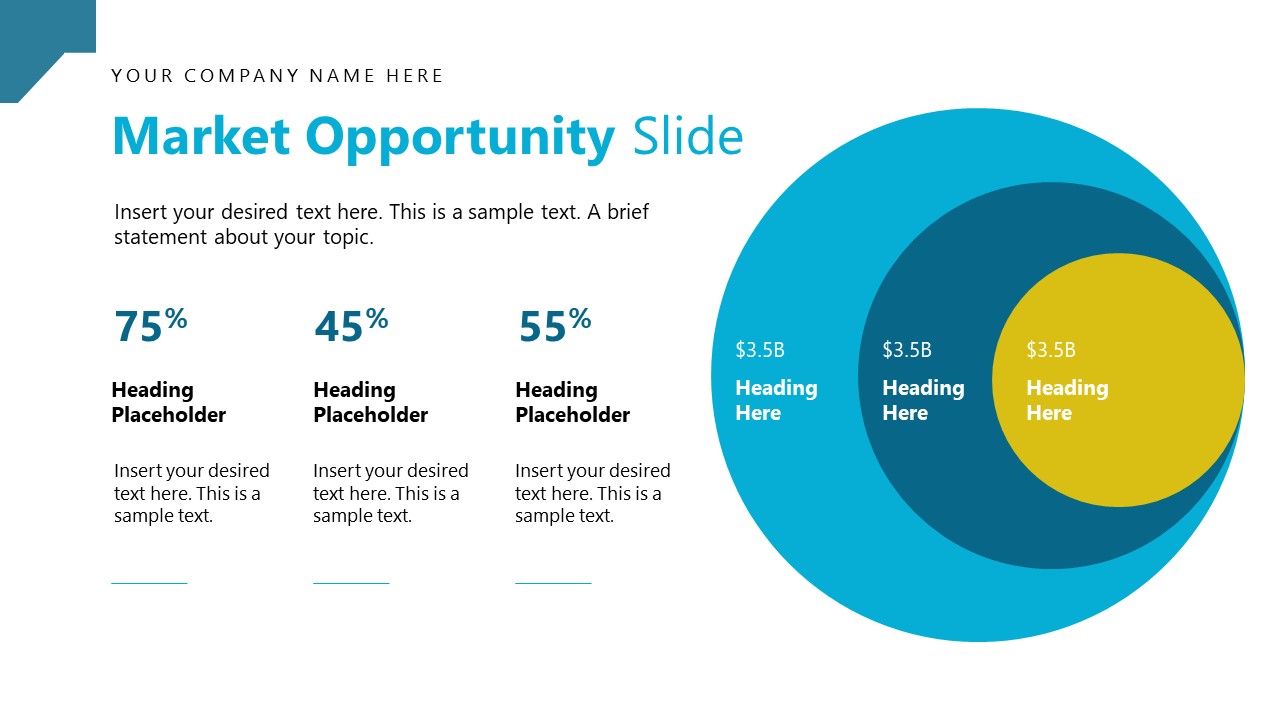 YOUR COMPANY NAME HERE
Market Opportunity Slide
Insert your desired text here. This is a sample text. A brief
statement about your topic.
75%
Heading
Placeholder
Insert your desired
text here. This is a
sample text.
45%
Heading
Placeholder
Insert your desired
text here. This is a
sample text.
55%
Heading
Placeholder
Insert your desired
text here. This is a
sample text.
$3.5B
Heading
Here
$3.5B
Heading
Here
$3.5B
Heading
Here